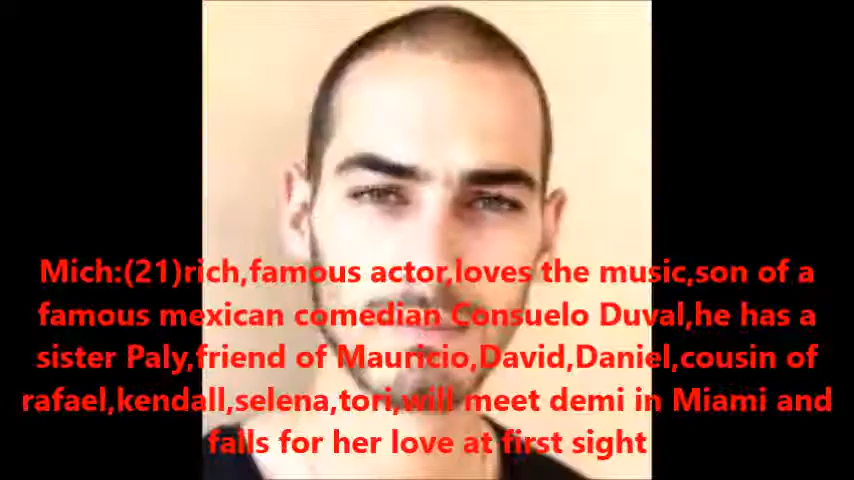 Mich:(21)rich,famous actor,loves the music,son of a
famous mexican comedian Consuelo Duval,he has a
sister Paly,friend of Mauricio,David,Daniel,cousin of
rafael,kendall,selena,tori,will meet demi in Miami and
falls for her love at first sight